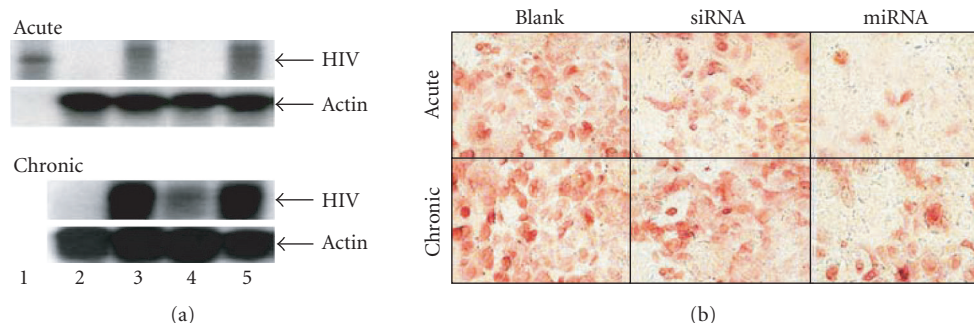 Acute
HIV
Actin
Chronic
HIV
Actin
1 2 3 4 5
(a)
Blank siRNA miRNA
Acute
Chronic
(b)